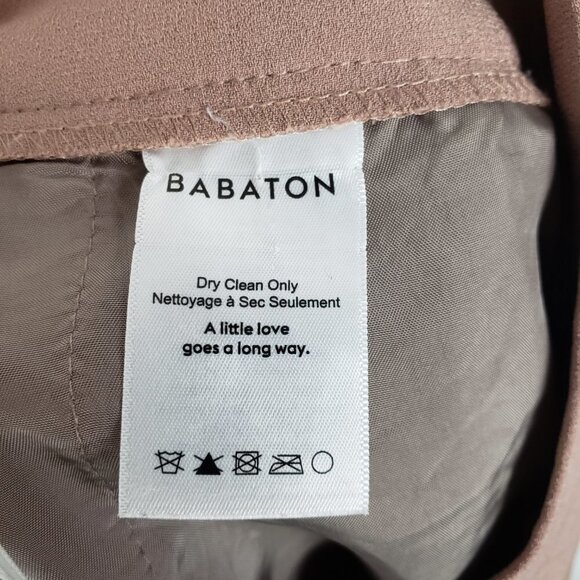 BABATON
Dry Clean Only
Nettoyage à Sec Seulement
A little love
goes a long way.